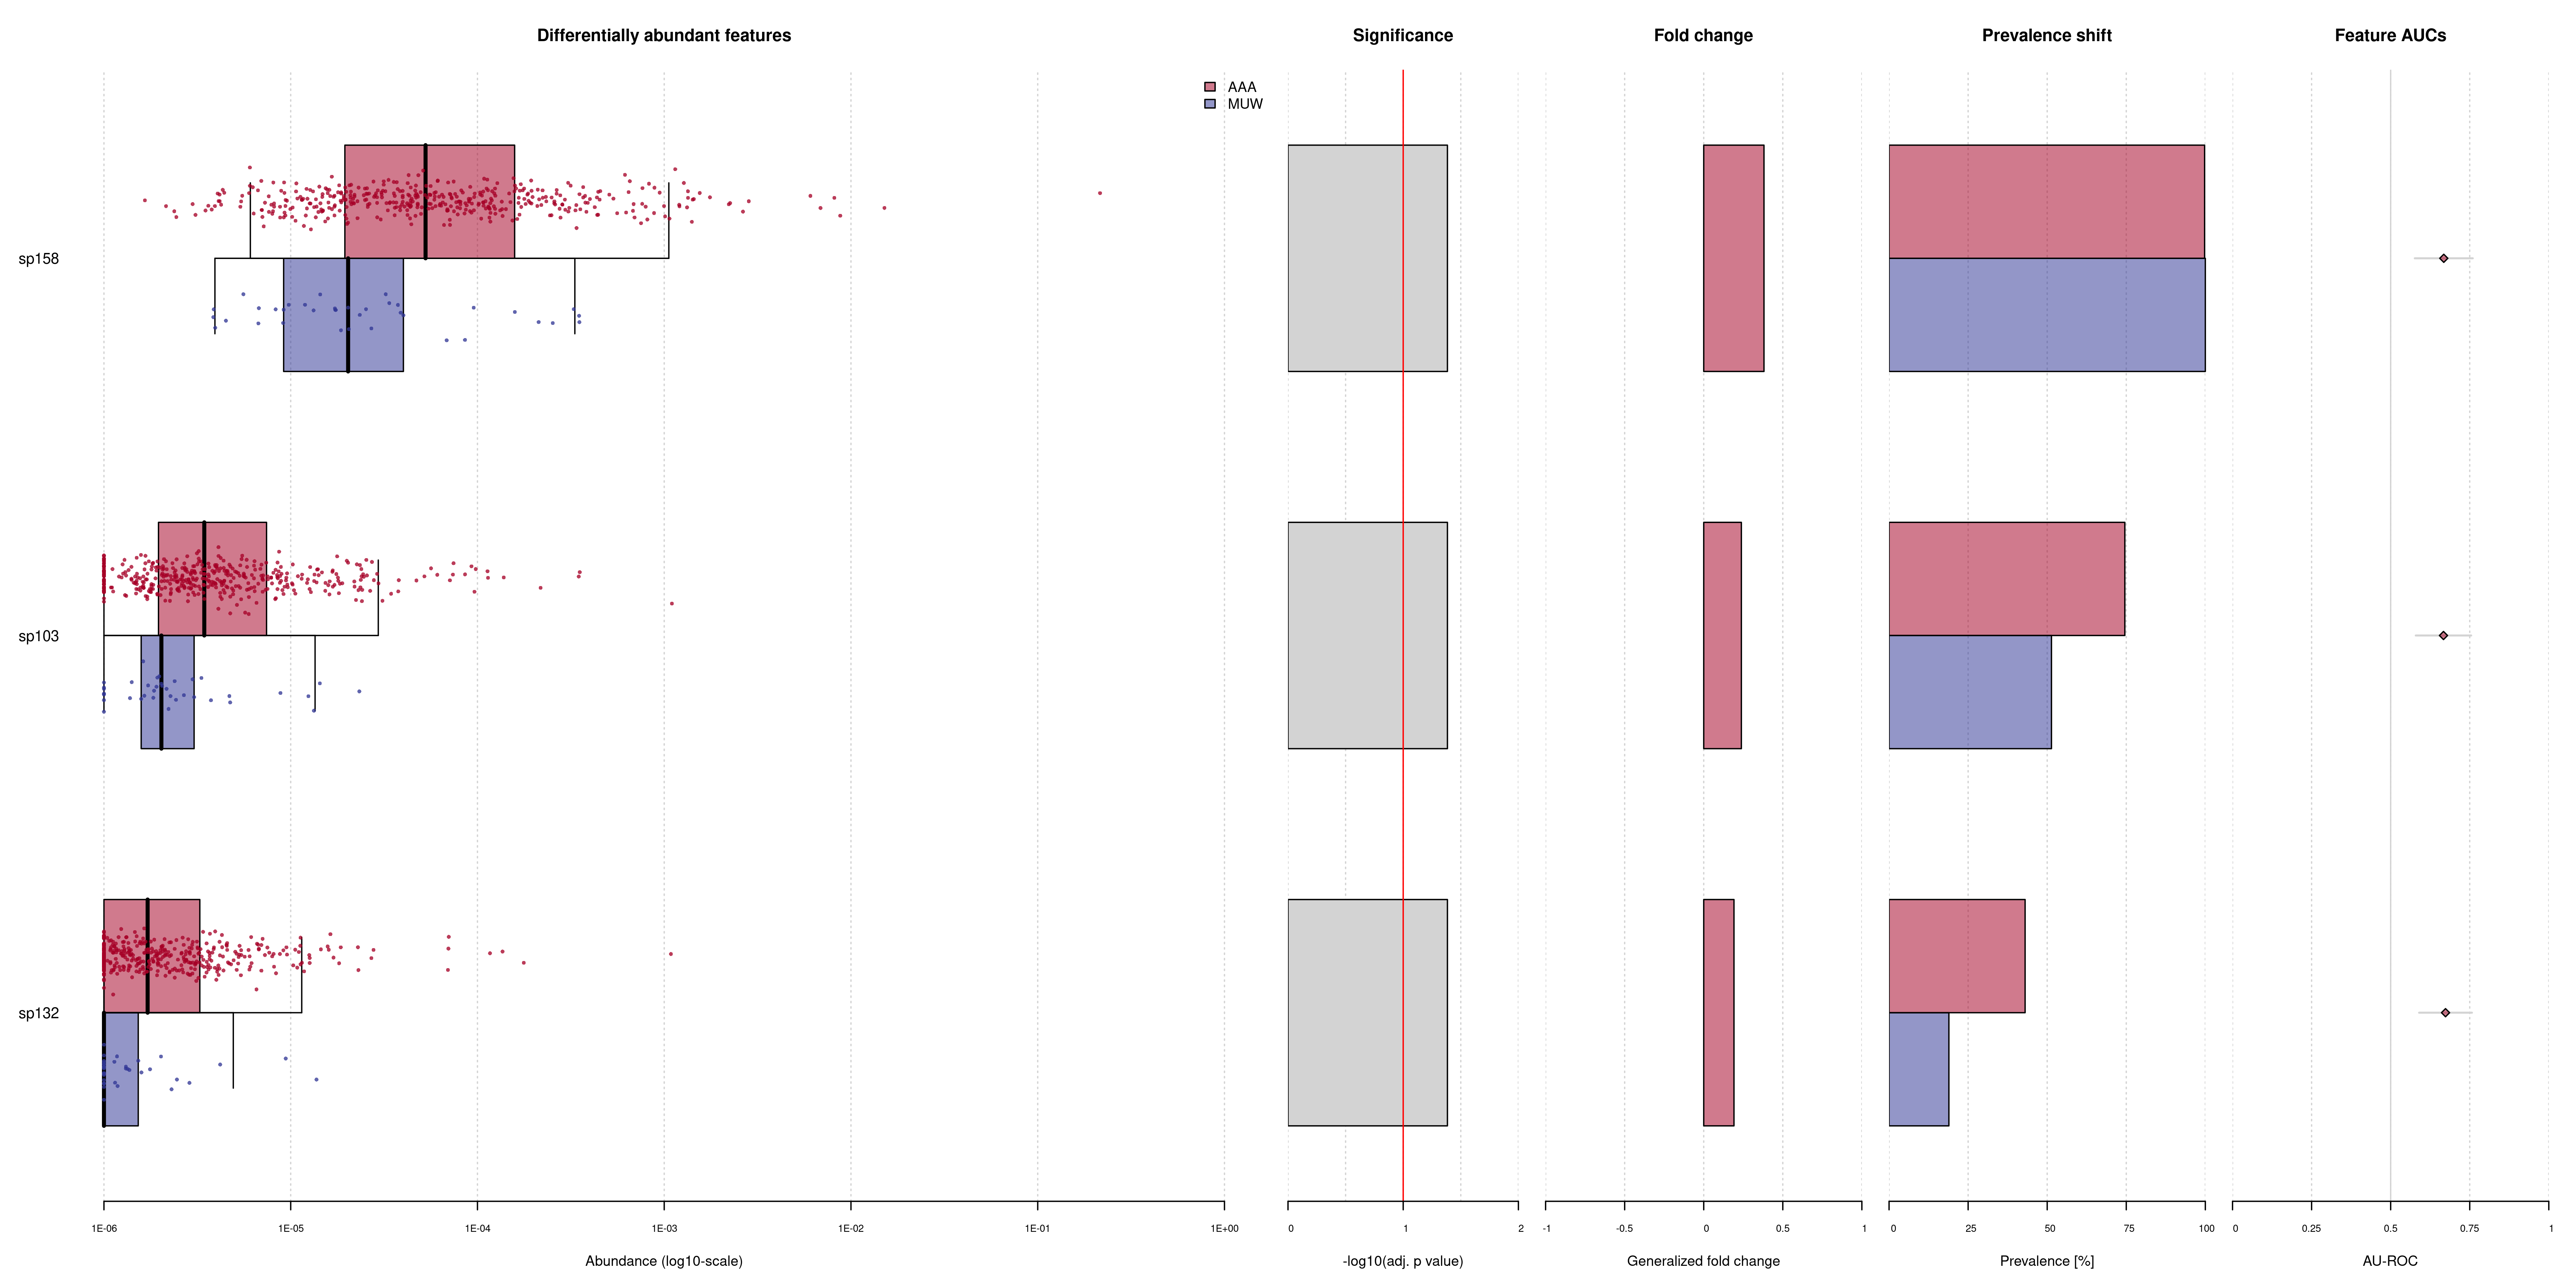 Differentially abundant features
Significance
Fold change
Prevalence shift
Feature AUCs
AAA
MUW
sp158
sp103
sp132
1E-06 1E-05 1E-04 1E-03 1E-02 1E-01 1E+00
0 1 2
-1 -0.5 0 0.5 1
0 25 50 75 100
0 0.25 0.5 0.75 1
Abundance (log10-scale)
-log10(adj. p value)
Generalized fold change
Prevalence [%]
AU-ROC